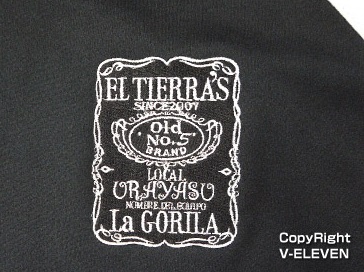 EL TIERRA'S
SINCE2007
Old
No.5
BRAND
LOCAL
URAYASU
NOMBRE DEL EQUIPO
La GORILA
CopyRight
V-ELEVEN